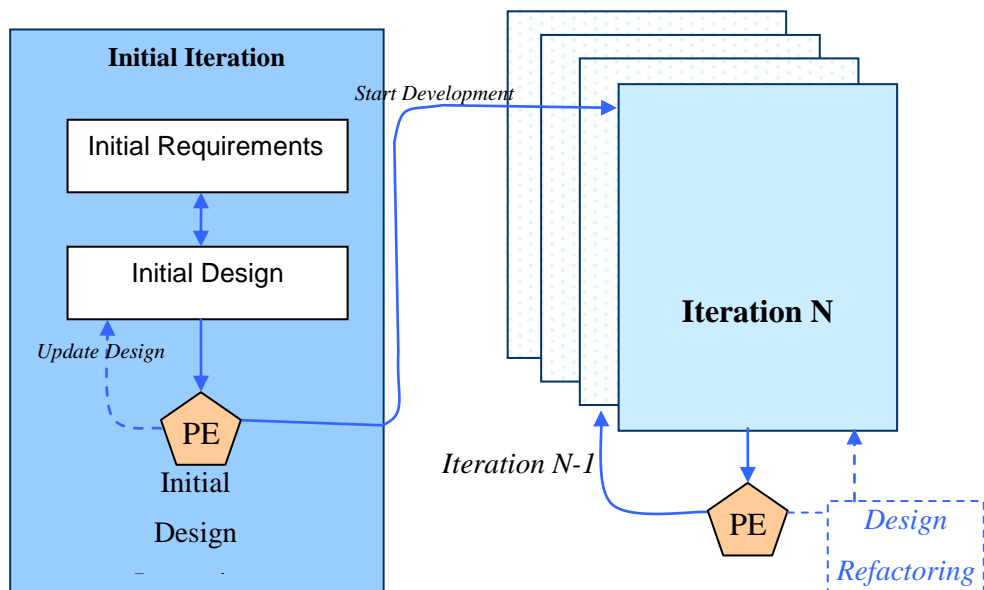 Initial Iteration
Initial Requirements
Initial Design
Update Design
PE
Initial
Design
Start Development
Iteration N
Iteration N-1
PE
Design
Refactoring